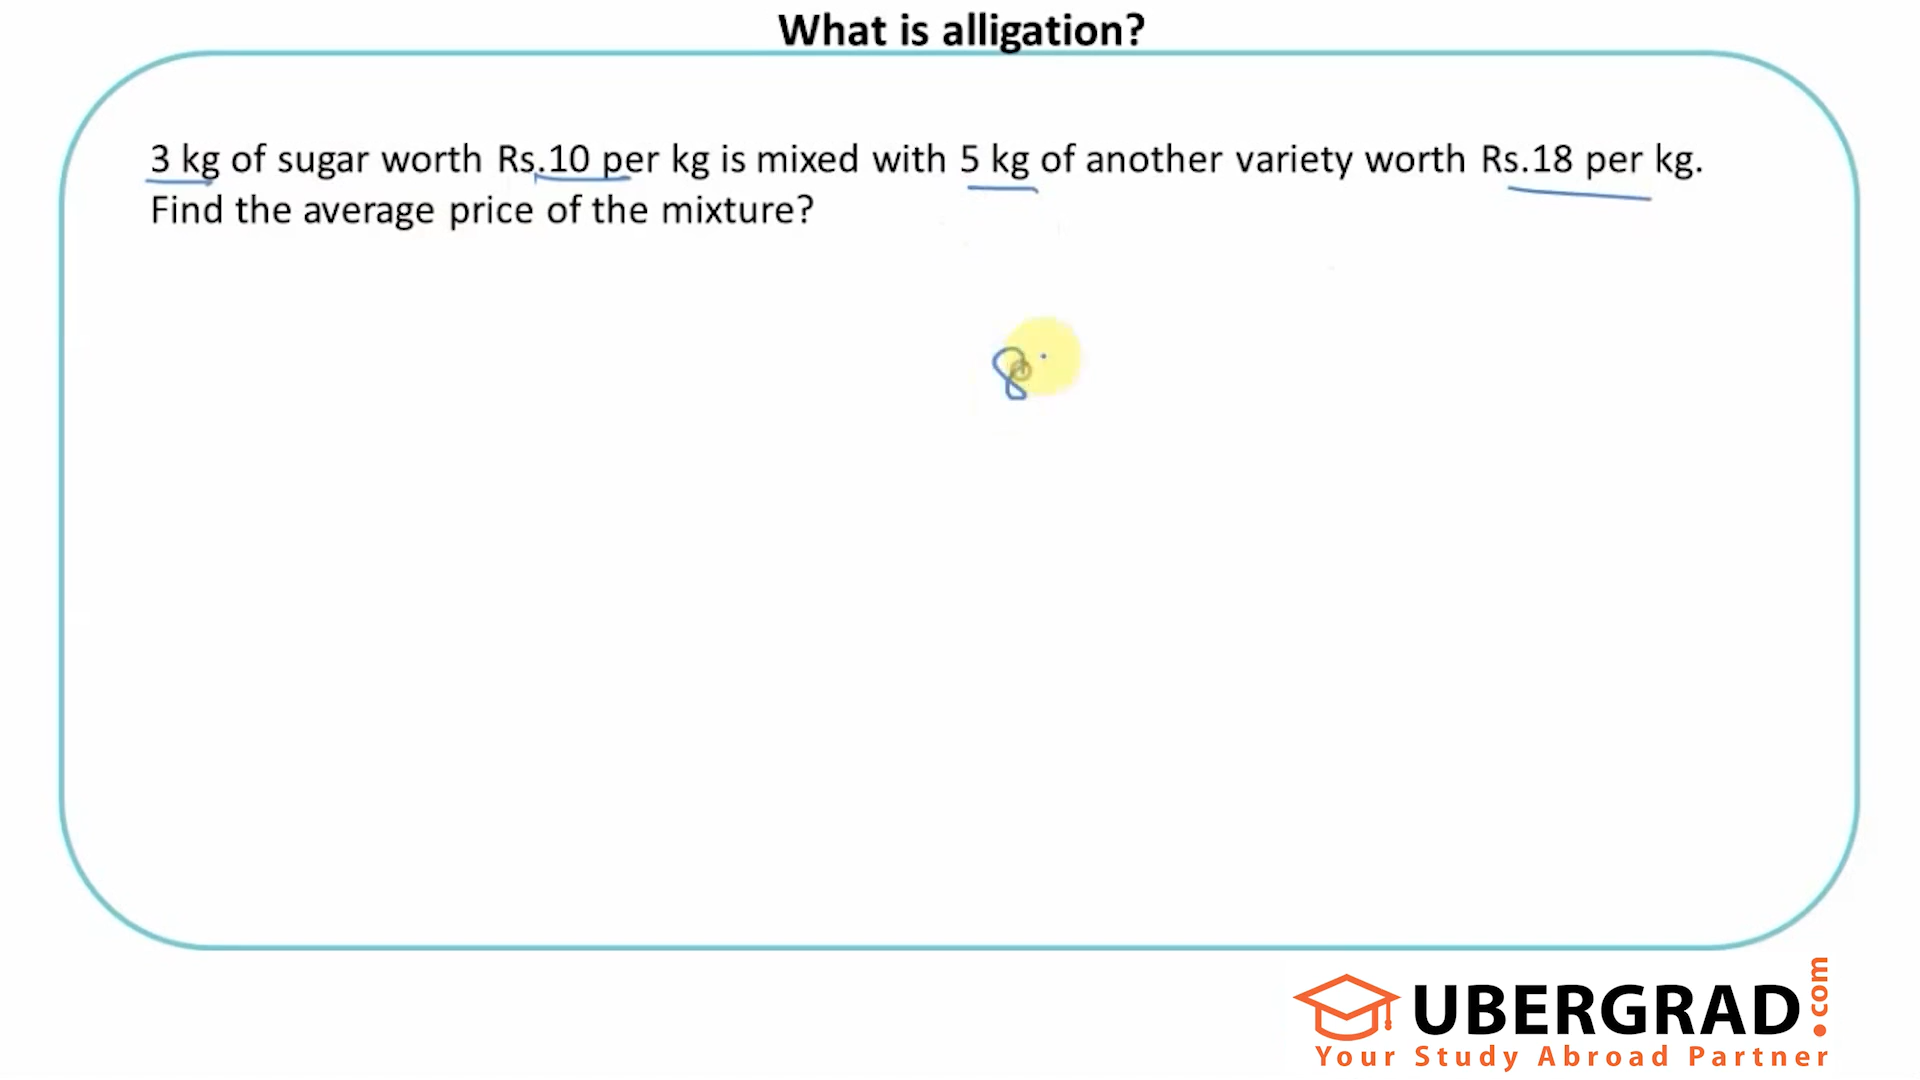 What is alligation?
3 kg of sugar worth Rs.10 per kg is mixed with 5 kg of another variety worth Rs.18 per kg.
Find the average price of the mixture?
8
UBERGRAD.com
Your Study Abroad Partner